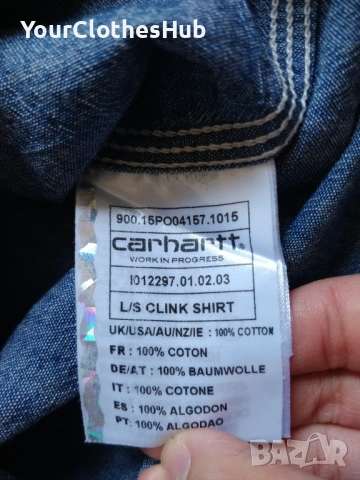 YourClothesHub
900.15PO04157.1015
carhartt
WORK IN PROGRESS
I012297.01.02.03
L/S CLINK SHIRT
UK/USA/AU/NZ/IE : 100% COTTON
FR : 100% COTON
DE/AT : 100% BAUMWOLLE
IT : 100% COTONE
ES : 100% ALGODON
PT: 100% ALGODAO
BAZAR